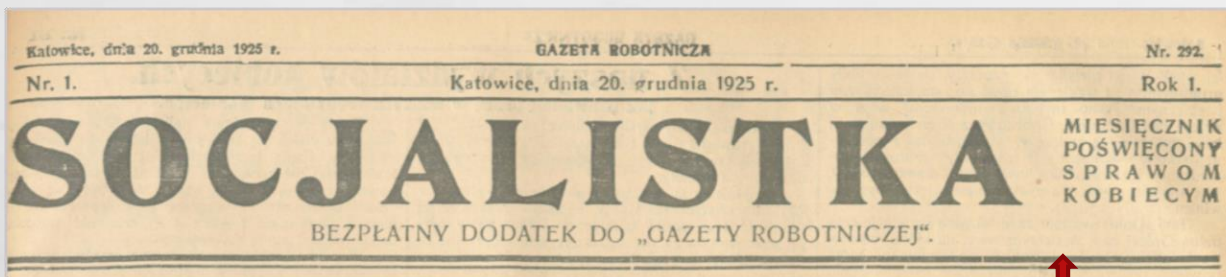 Katowice, dnia 20. grudnia 1925 r. GAZETA ROBOTNICZA Nr. 292.
Nr. 1. Katowice, dnia 20. grudnia 1925 r. Rok 1.
SOCJALISTKA
MIESIĘCZNIK
POŚWIĘCONY
SPRAWOM
KOBIECYM
BEZPŁATNY DODATEK DO „GAZETY ROBOTNICZEJ“.